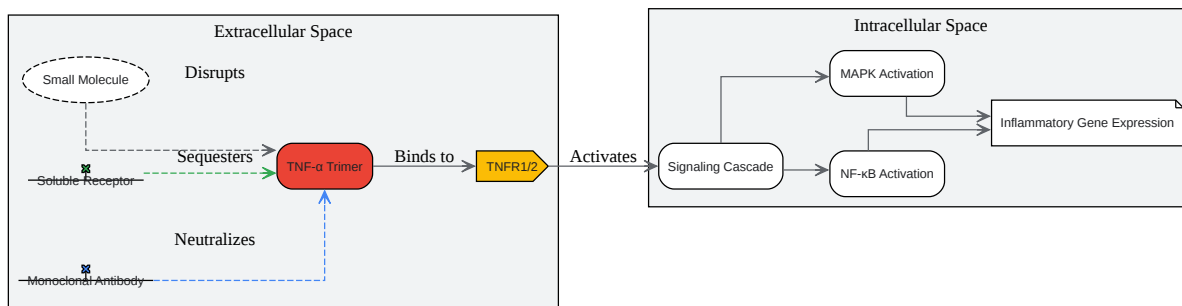 Extracellular Space
Intracellular Space
Small Molecule
Disrupts
MAPK Activation
Inflammatory Gene Expression
Sequesters
Soluble Receptor
TNF-α Trimer
Binds to
TNFR1/2
Activates
Signaling Cascade
NF-κB Activation
Neutralizes
Monoclonal Antibody